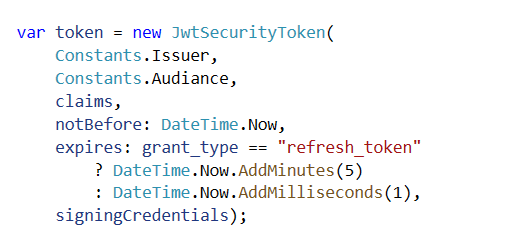 var token = new JwtSecurityToken(
    Constants.Issuer,
    Constants.Audiance,
    claims,
    notBefore: DateTime.Now,
    expires: grant_type == "refresh_token"
        ? DateTime.Now.AddMinutes(5)
        : DateTime.Now.AddMilliseconds(1),
    signingCredentials);